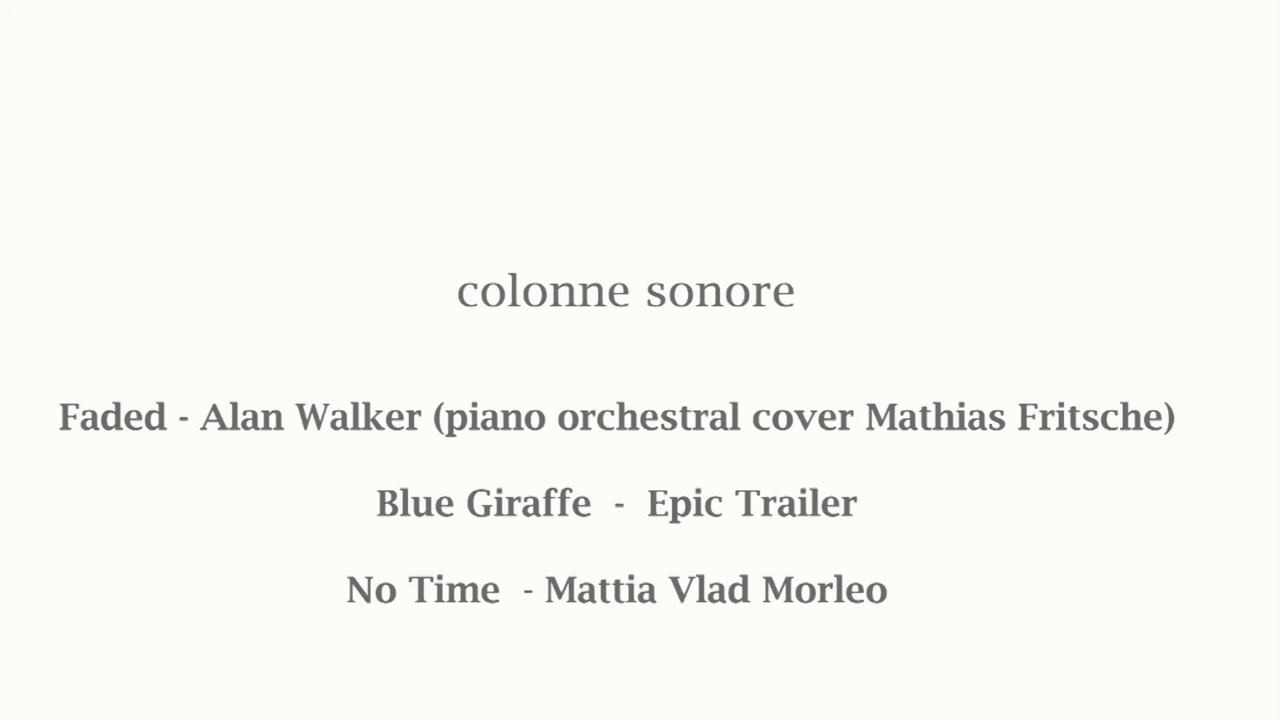 colonne sonore
Faded - Alan Walker (piano orchestral cover Mathias Fritsche)
Blue Giraffe - Epic Trailer
No Time - Mattia Vlad Morleo